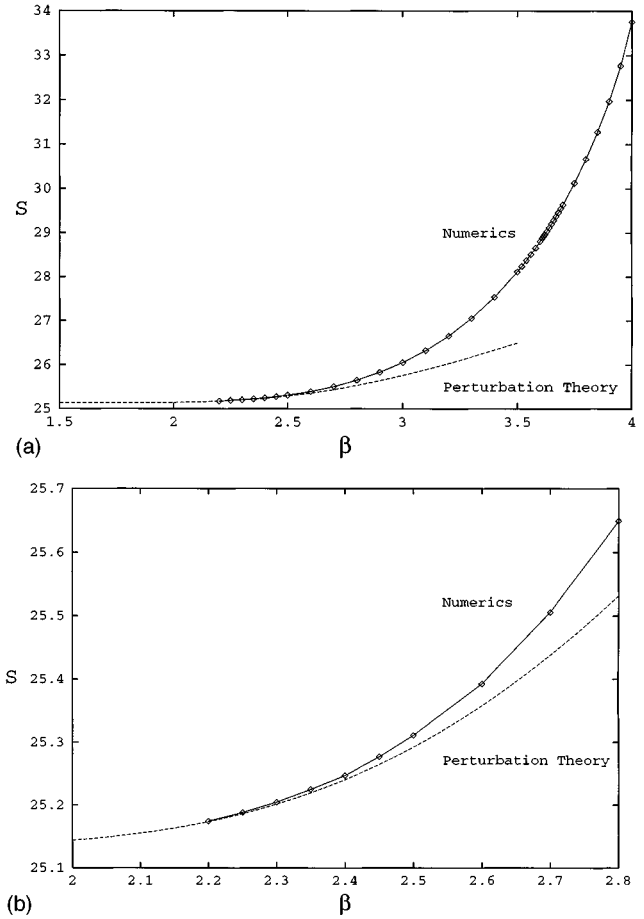 34
33
32
31
30
S
29
Numerics
28
27
26
Perturbation Theory
25
1.5 2 2.5 3 3.5 4
(a)
β
25.7
25.6
Numerics
25.5
S
25.4
25.3
Perturbation Theory
25.2
25.1
2 2.1 2.2 2.3 2.4 2.5 2.6 2.7 2.8
(b)
β